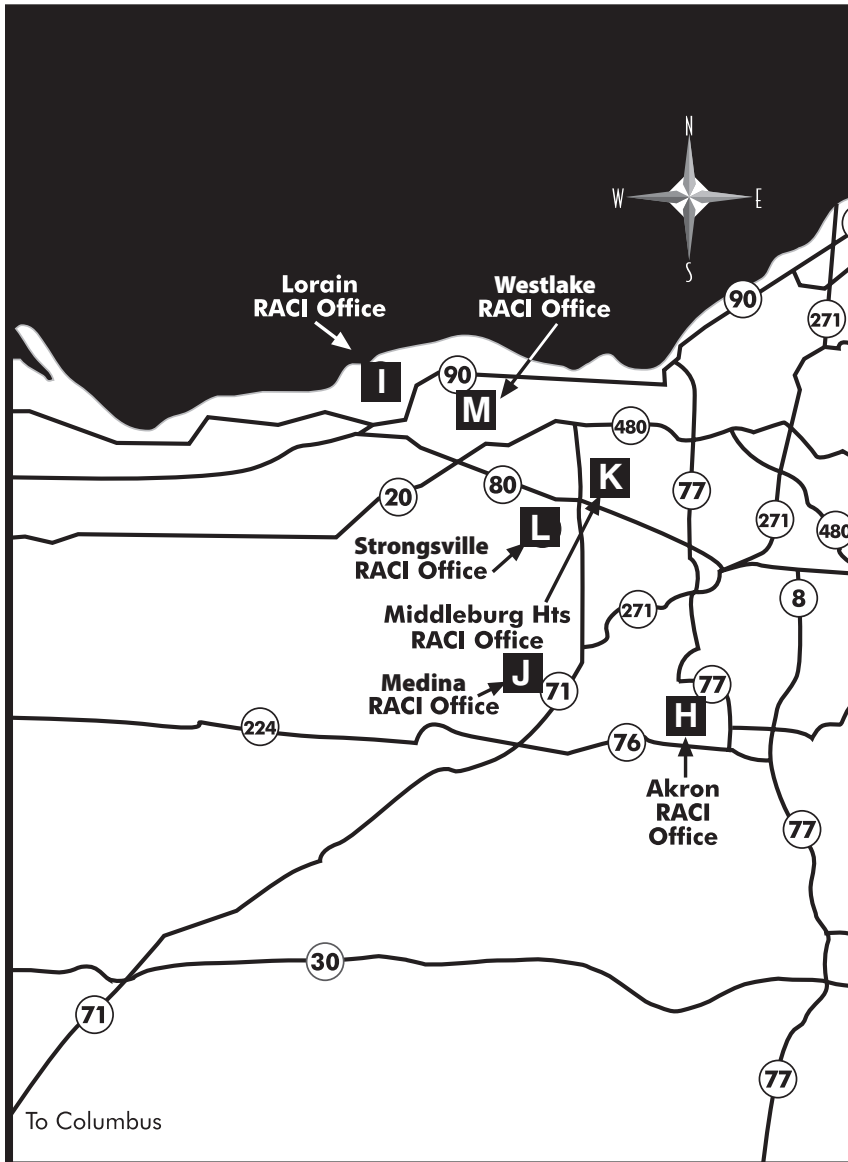 N
W
E
S
Lorain
RACI Office
Westlake
RACI Office
90
271
I
90
M
480
K
20
80
77
L
271
480
Strongsville
RACI Office
8
Middleburg Hts
RACI Office
271
J
Medina
RACI Office
71
77
H
224
76
Akron
RACI
Office
77
30
71
77
To Columbus